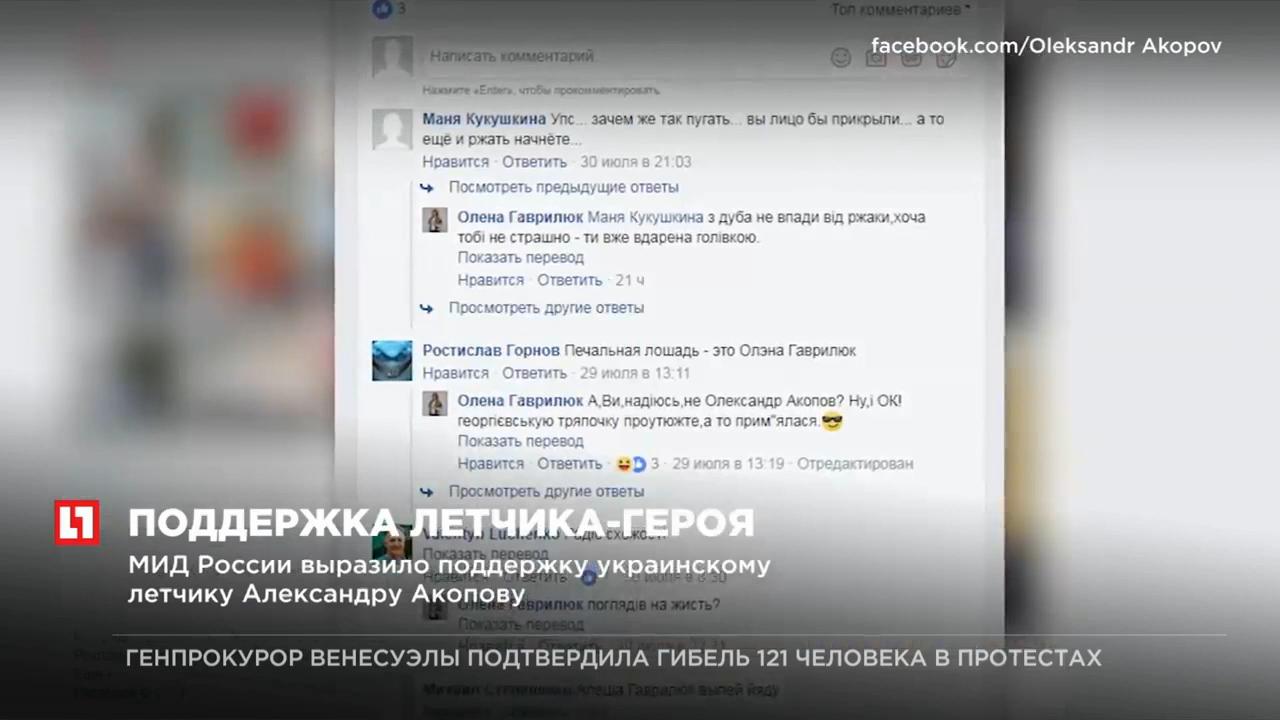 3
Топ комментариев
facebook.com/Oleksandr Akopov
Написать комментарий
Нажмите «Enter», чтобы прокомментировать.
Маня Кукушкина Упс... зачем же так пугать... вы лицо бы прикрыли... а то
ещё и ржать начнёте...
Нравится · Ответить · 30 июля в 21:03
Посмотреть предыдущие ответы
Олена Гаврилюк Маня Кукушкина з дуба не впади від ржаки,хоча
тобі не страшно - ти вже вдарена голівкою.
Показать перевод
Нравится · Ответить · 21 ч
Просмотреть другие ответы
Ростислав Горнов Печальная лошадь - это Олэна Гаврилюк
Нравится · Ответить · 29 июля в 13:11
Олена Гаврилюк А,Ви,надіюсь,не Олександр Акопов? Ну,і ОК!
георгієвську тряпочку проутюжте,а то прим"ялася.😎
Показать перевод
Нравится · Ответить · 3 · 29 июля в 13:19 · Отредактирован
Просмотреть другие ответы
L1
ПОДДЕРЖКА ЛЕТЧИКА-ГЕРОЯ
Показать перевод
МИД России выразило поддержку украинскому
летчику Александру Акопову
Олена Гаврилюк поглядів на жисть?
Показать перевод
ГЕНПРОКУРОР ВЕНЕСУЭЛЫ ПОДТВЕРДИЛА ГИБЕЛЬ 121 ЧЕЛОВЕКА В ПРОТЕСТАХ